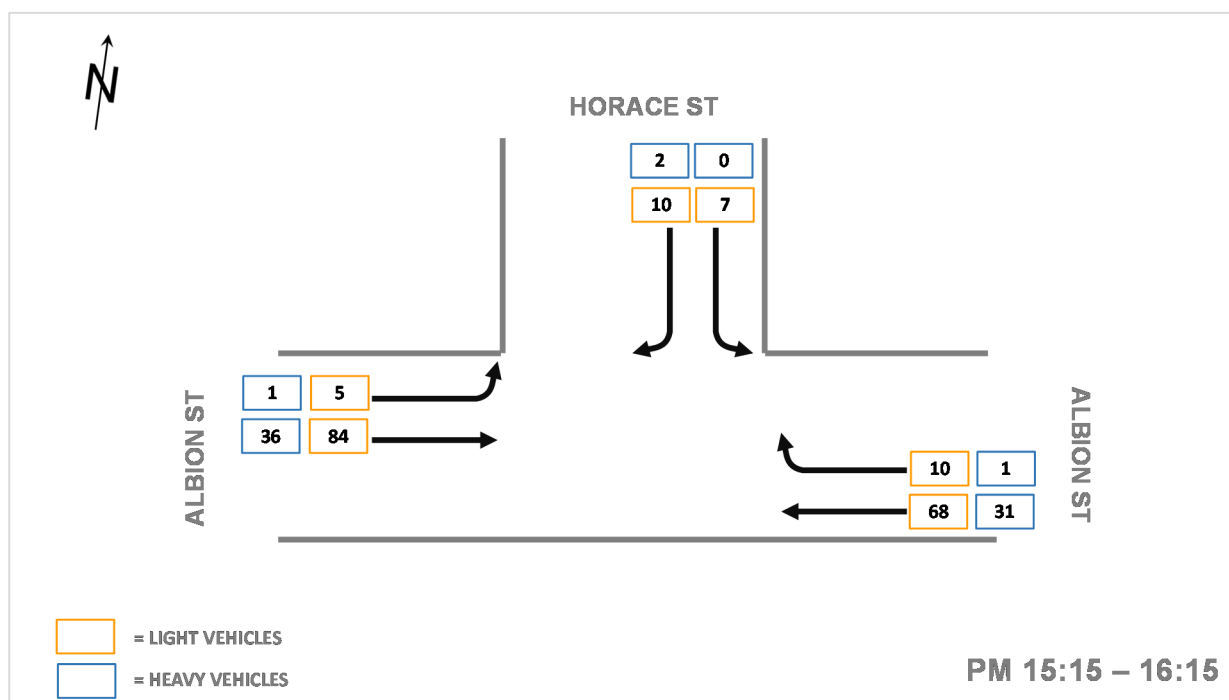 N
HORACE ST
2 0
10 7
1 5
36 84
ALBION ST
10 1
68 31
ALBION ST
= LIGHT VEHICLES
= HEAVY VEHICLES
PM 15:15 – 16:15